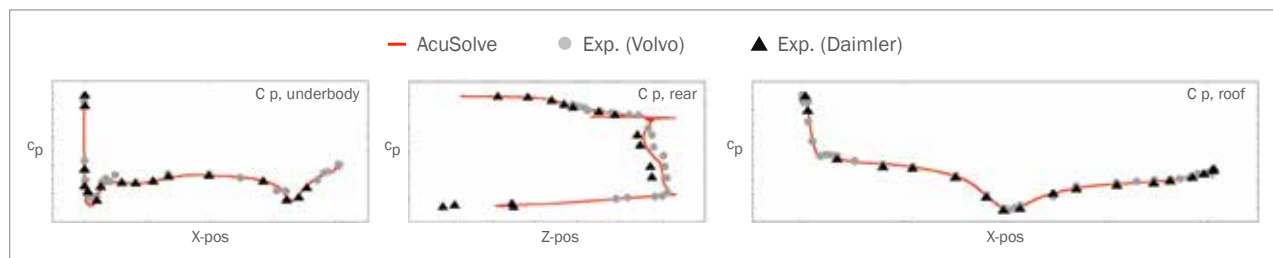 AcuSolve Exp. (Volvo) Exp. (Daimler)
C p, underbody
C p, rear
C p, roof
cp
cp
cp
X-pos
Z-pos
X-pos